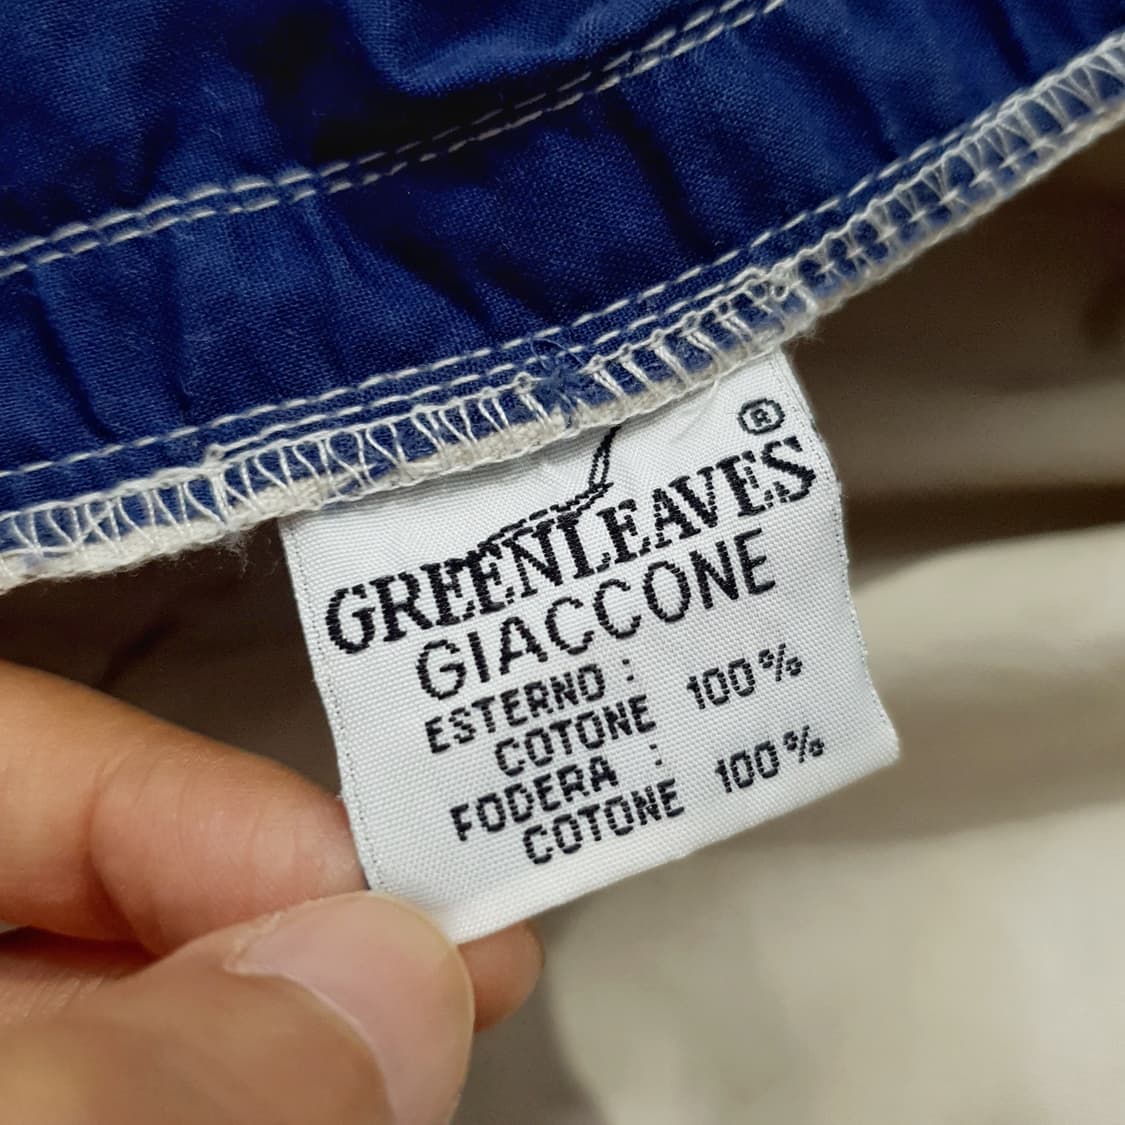 ®
GREENLEAVES
GIACCONE
ESTERNO :
COTONE 100%
FODERA :
COTONE 100%